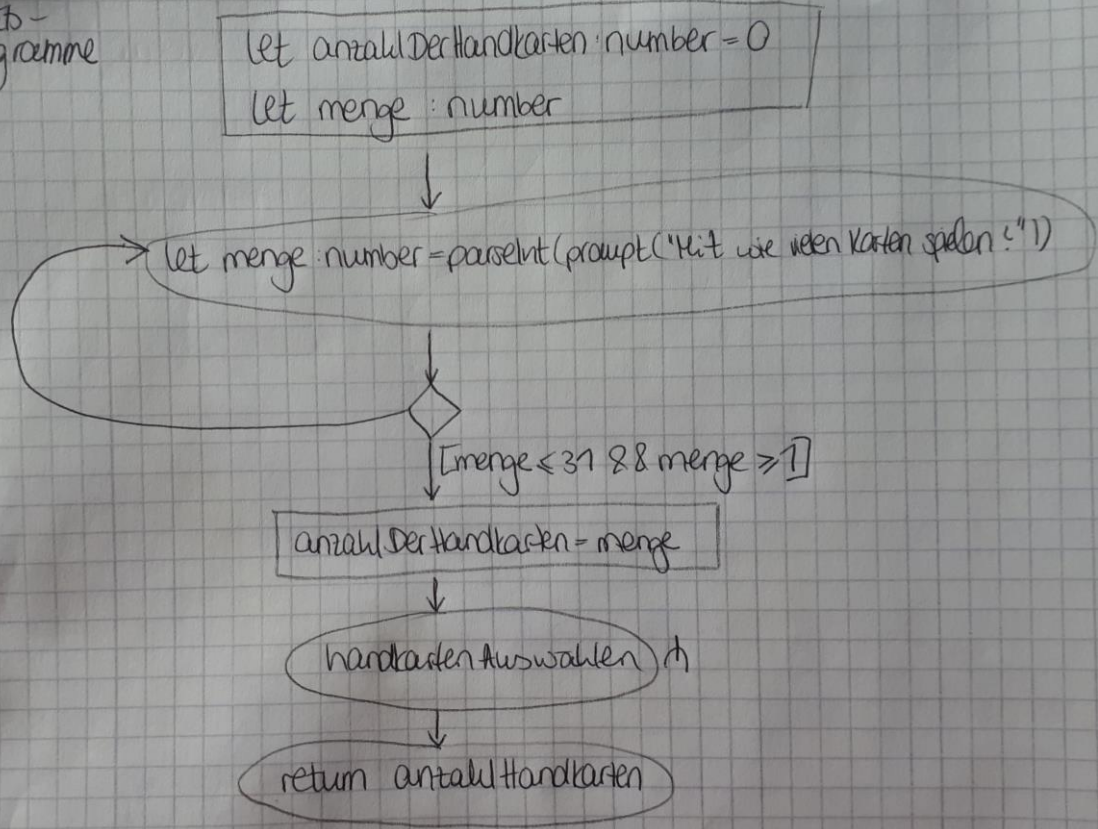 gramme
let anzahlDerHandkarten:number=0
let menge:number
let menge:number=parseInt(prompt("Mit wie vielen Karten spielen?"))
[menge≤31 && menge≥1]
anzahlDerHandkarten=menge
handkartenAuswahlen
return anzahlHandkarten